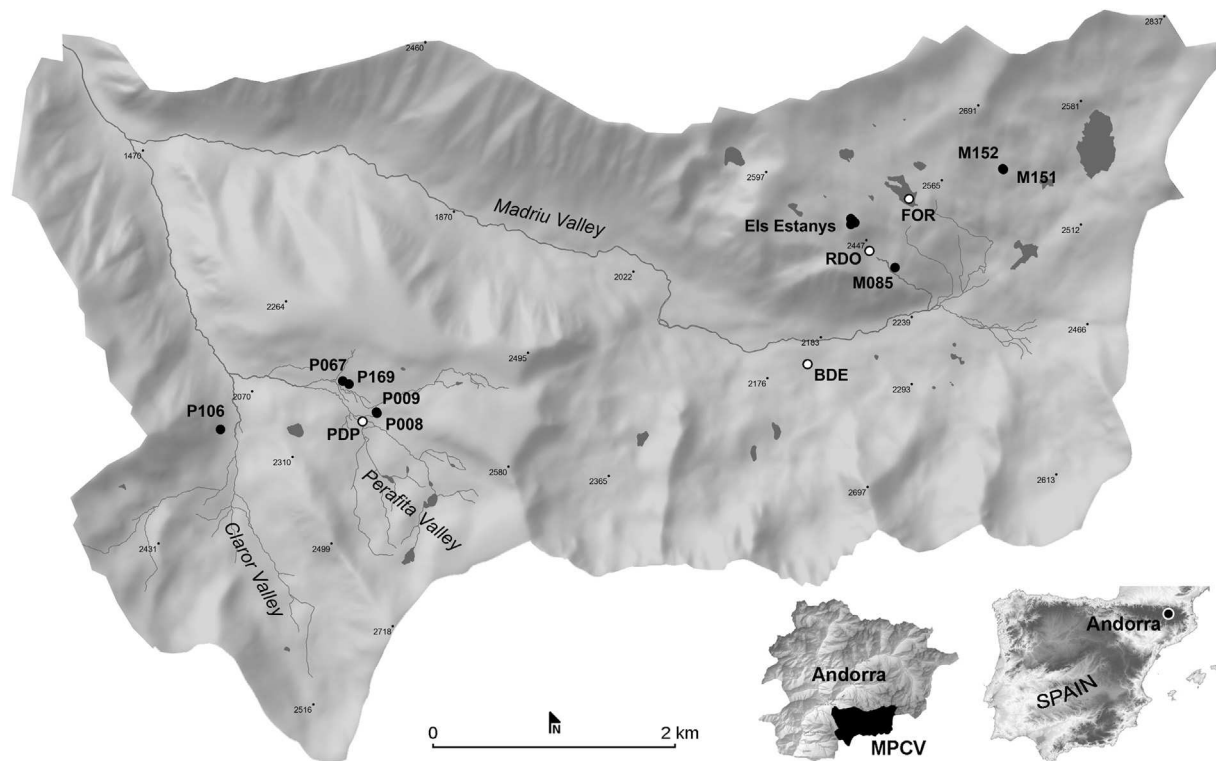 2837
2460
2691
2581
1470
M152
2597
M151
2565
1870
Madriu Valley
FOR
Els Estanys
2512
2447
RDO
2022
M085
2264
2239
2466
2183
2495
P067
P169
BDE
2176
2293
2070
P009
P106
P008
PDP
2310
2580
2365
2613
2697
Perafita Valley
2431
2499
Claror Valley
2718
2516
N
0
2 km
Andorra
MPCV
Andorra
SPAIN